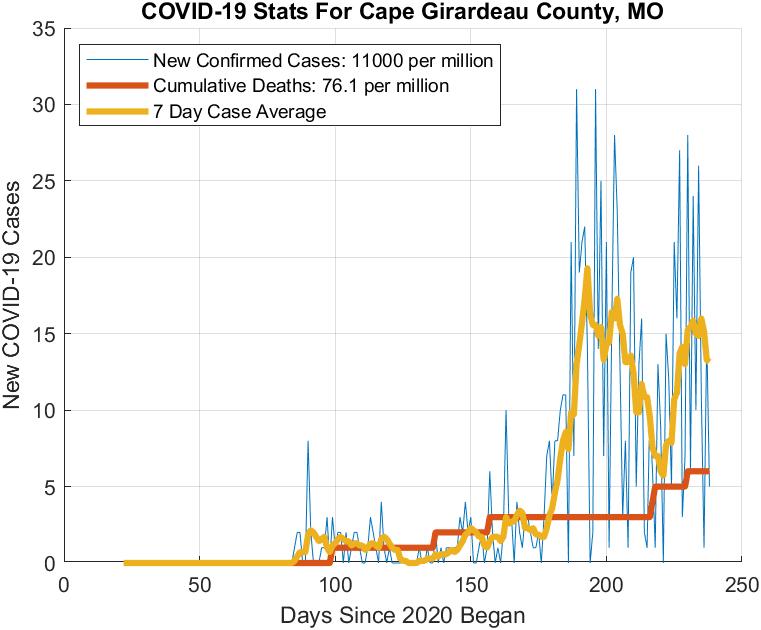 COVID-19 Stats For Cape Girardeau County, MO
New Confirmed Cases: 11000 per million
Cumulative Deaths: 76.1 per million
7 Day Case Average
New COVID-19 Cases
35
30
25
20
15
10
5
0
0 50 100 150 200 250
Days Since 2020 Began